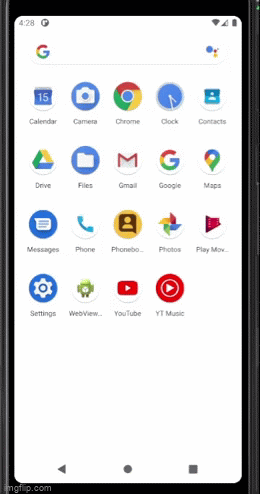 4:28
15
Calendar Camera Chrome Clock Contacts
Drive Files Gmail Google Maps
Messages Phone Phonebo... Photos Play Mov...
Settings WebView... YouTube YT Music
imgflip.com